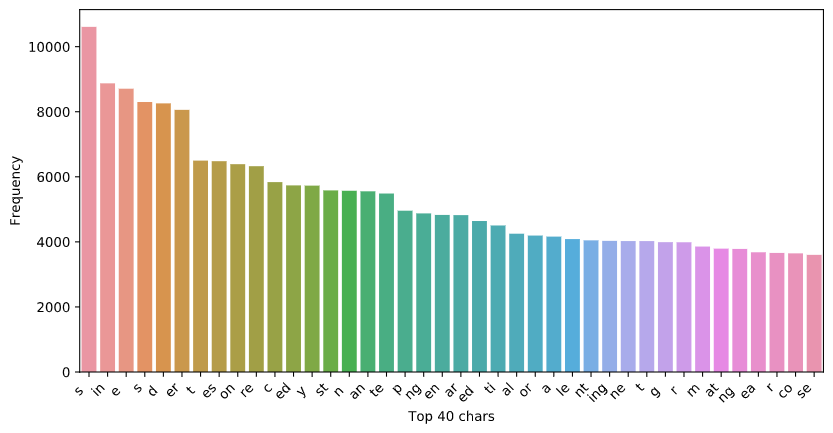 10000
8000
6000
4000
2000
0
Frequency
s in e s d er t es on re c ed y st n an te p ng en ar ed ti al or a le nt ing ne t g r m at ng ea r co se
Top 40 chars